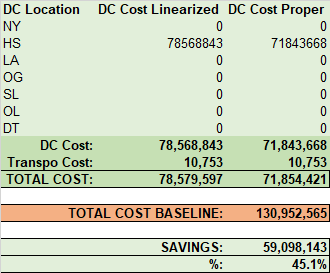 DC Location DC Cost Linearized DC Cost Proper
NY 0 0
HS 78568843 71843668
LA 0 0
OG 0 0
SL 0 0
OL 0 0
DT 0 0
DC Cost: 78,568,843 71,843,668
Transpo Cost: 10,753 10,753
TOTAL COST: 78,579,597 71,854,421
TOTAL COST BASELINE: 130,952,565
SAVINGS: 59,098,143
%: 45.1%